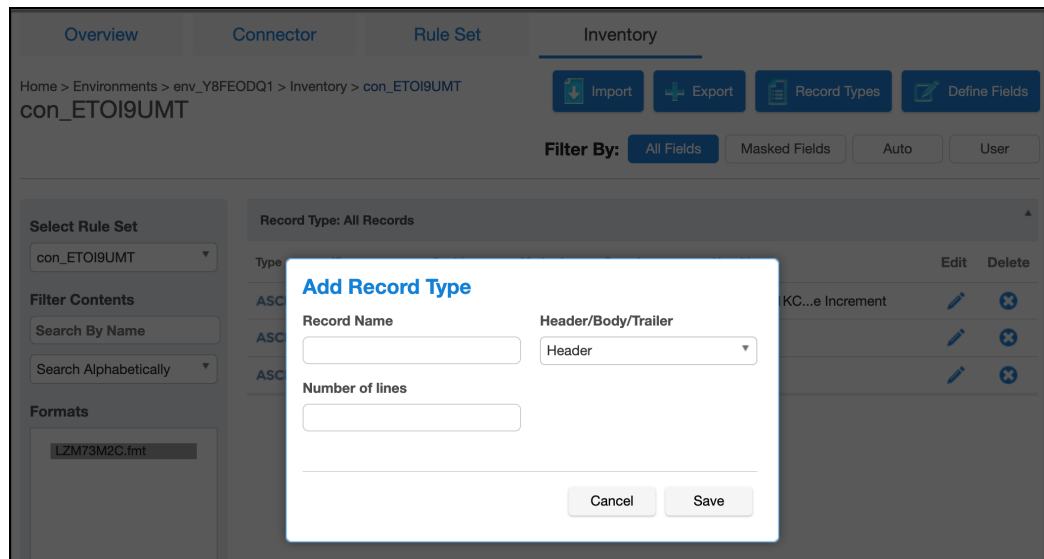 Overview Connector Rule Set Inventory
Home > Environments > env_Y8FEODQ1 > Inventory > con_ETOI9UMT
con_ETOI9UMT
Import Export Record Types Define Fields
Filter By: All Fields Masked Fields Auto User
Select Rule Set
con_ETOI9UMT
Filter Contents
Search By Name
Search Alphabetically
Formats
LZM73M2C.fmt
Record Type: All Records
Type Edit Delete
ASC KC...e Increment
ASC
ASC
Add Record Type
Record Name Header/Body/Trailer
Header
Number of lines
Cancel Save